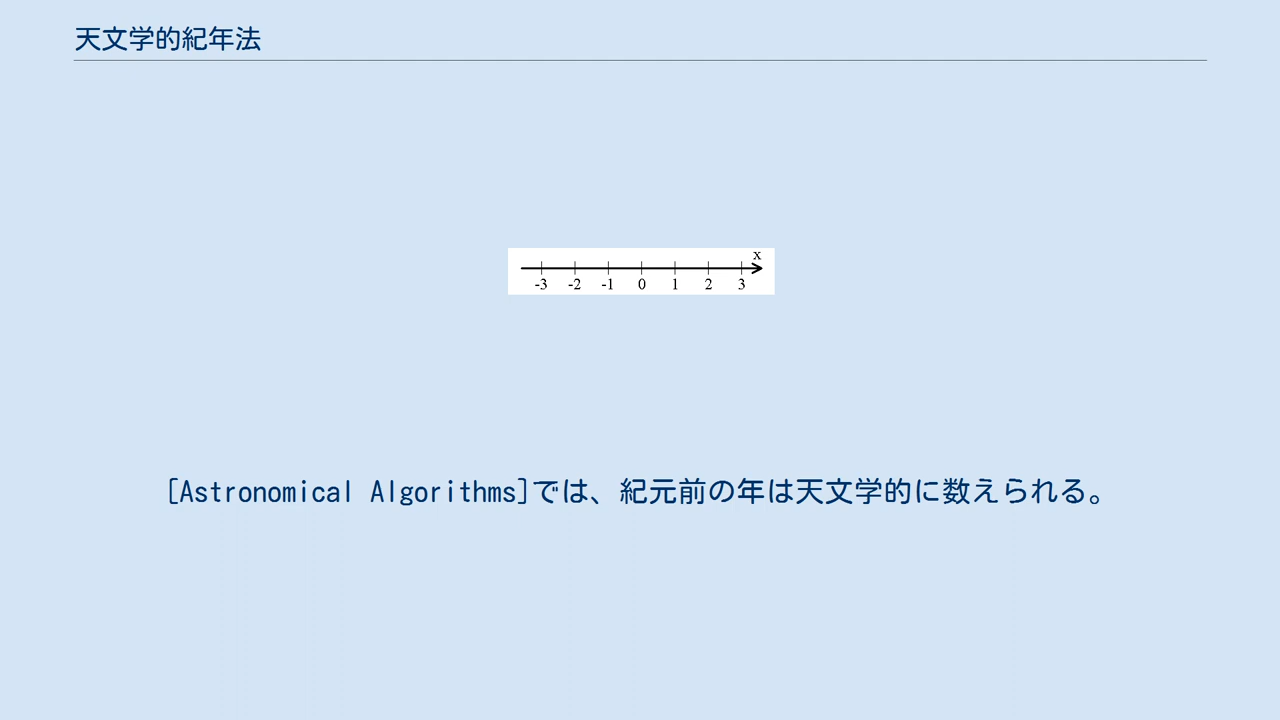 天文学的紀年法
x
-3 -2 -1 0 1 2 3
[Astronomical Algorithms]では、紀元前の年は天文学的に数えられる。